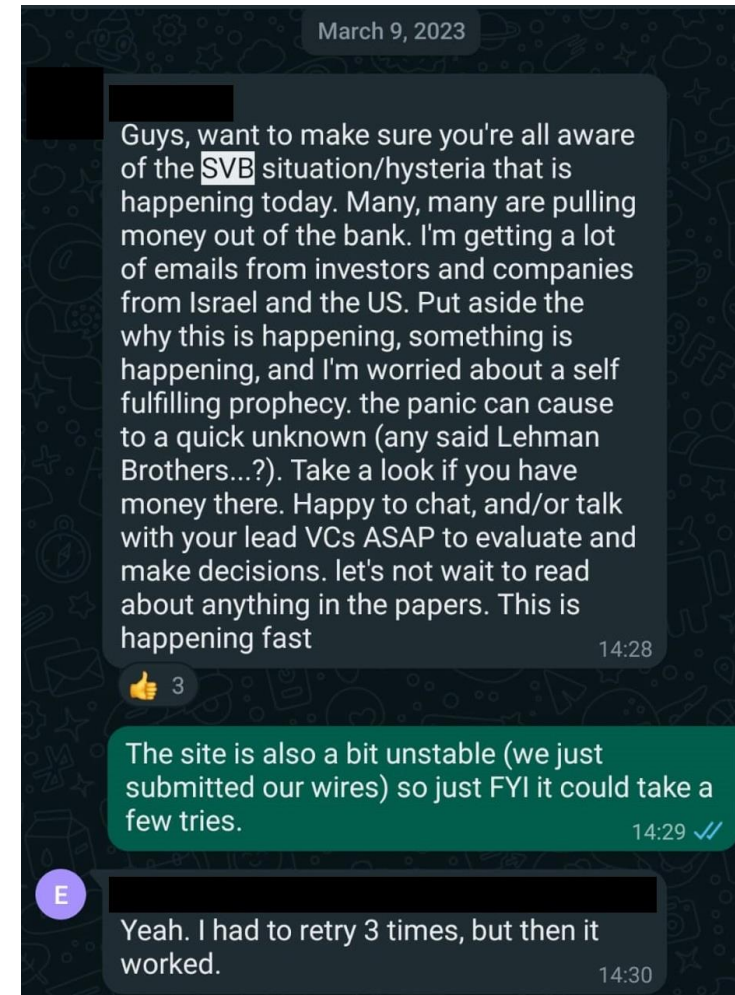 March 9, 2023
Guys, want to make sure you're all aware
of the SVB situation/hysteria that is
happening today. Many, many are pulling
money out of the bank. I'm getting a lot
of emails from investors and companies
from Israel and the US. Put aside the
why this is happening, something is
happening, and I'm worried about a self
fulfilling prophecy. the panic can cause
to a quick unknown (any said Lehman
Brothers...?). Take a look if you have
money there. Happy to chat, and/or talk
with your lead VCs ASAP to evaluate and
make decisions. let's not wait to read
about anything in the papers. This is
happening fast
14:28
👍 3
The site is also a bit unstable (we just
submitted our wires) so just FYI it could take a
few tries.
14:29
E
Yeah. I had to retry 3 times, but then it
worked.
14:30